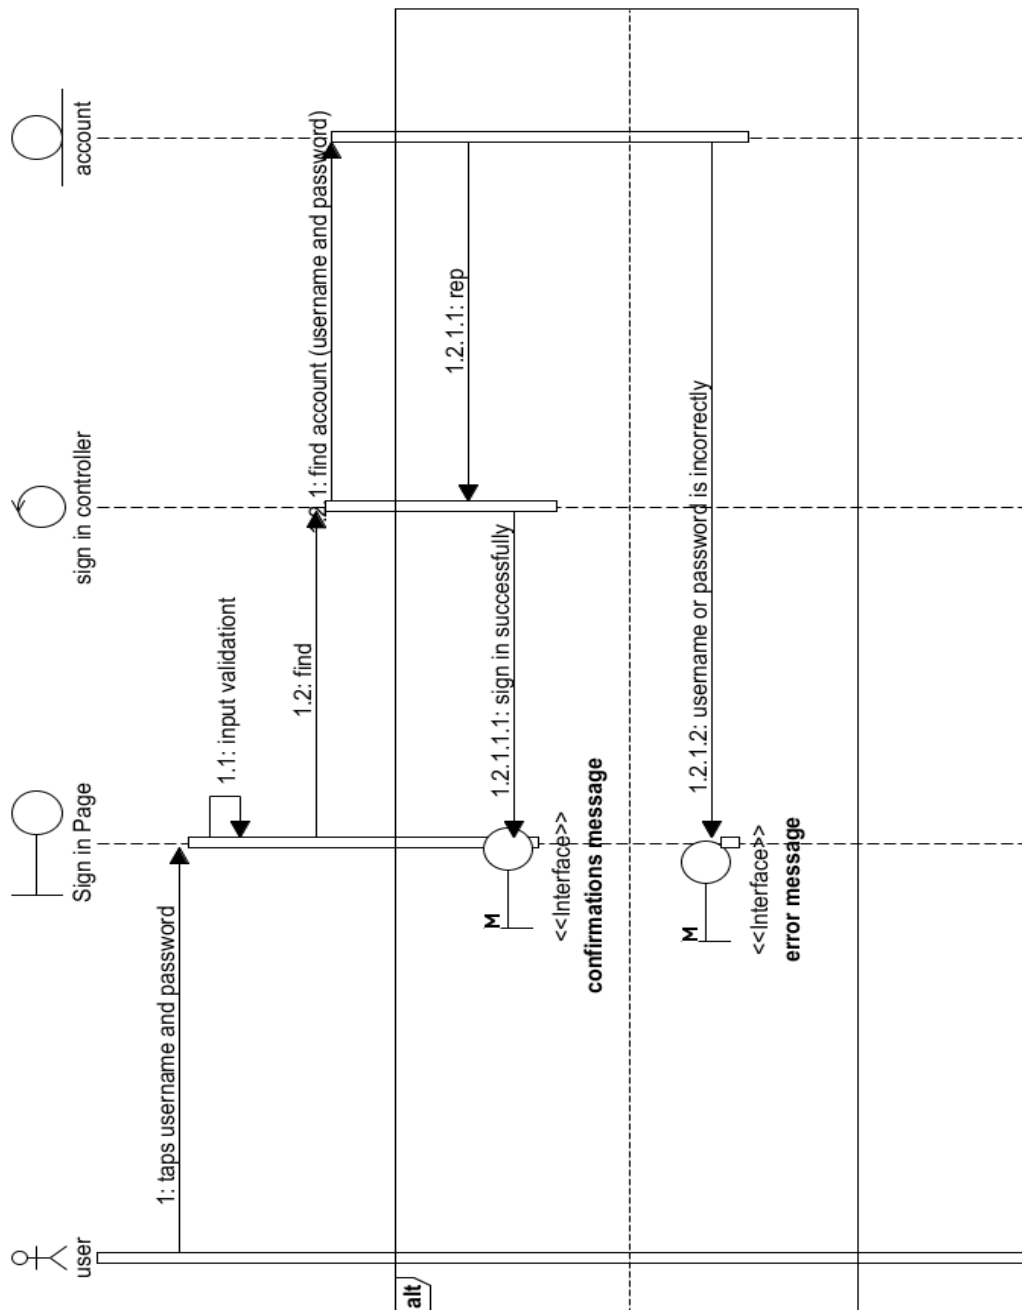 user
Sign in Page
sign in controller
account
1: taps username and password
1.1: input validationt
1.2: find
1.2.1: find account (username and password)
alt
1.2.1.1: rep
1.2.1.1.1: sign in successfully
M
<<Interface>>
confirmations message
1.2.1.2: username or password is incorrectly
M
<<Interface>>
error message